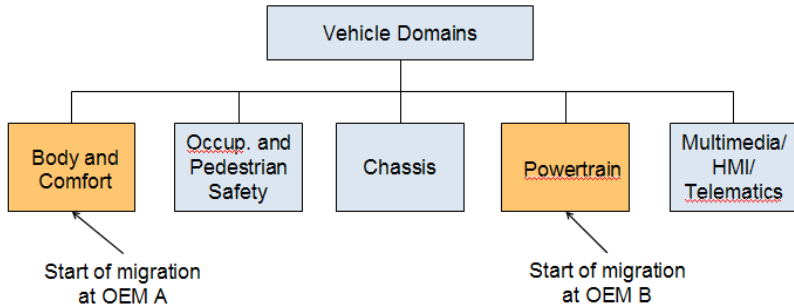 Vehicle Domains
Body and
Comfort
Occup. and
Pedestrian
Safety
Chassis
Powertrain
Multimedia/
HMI/
Telematics
Start of migration
at OEM A
Start of migration
at OEM B